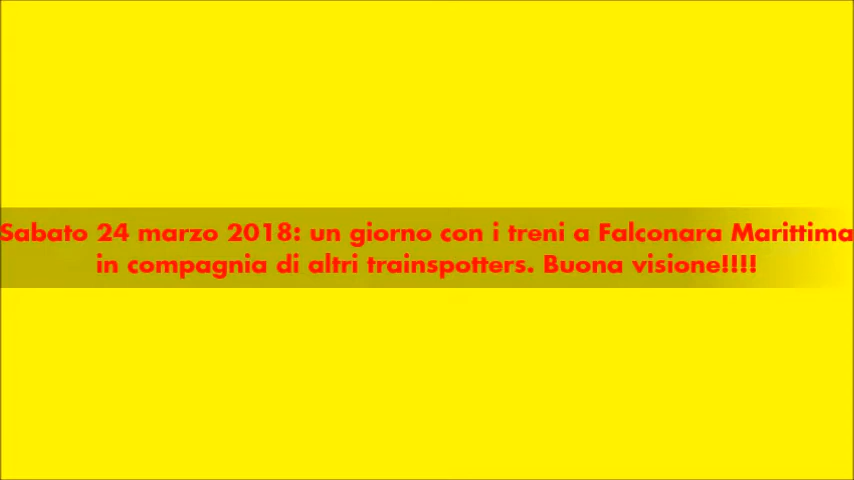 Sabato 24 marzo 2018: un giorno con i treni a Falconara Marittima
in compagnia di altri trainspotters. Buona visione!!!!